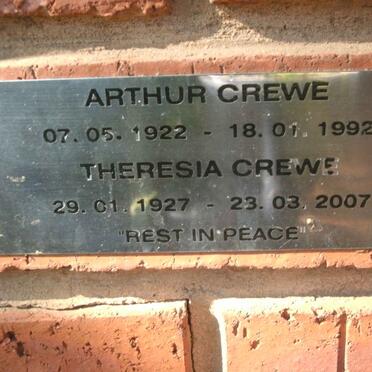 ARTHUR CREWE
07. 05. 1922 - 18. 01. 1992
THERESIA CREWE
29. 01. 1927 - 23. 03. 2007
"REST IN PEACE"